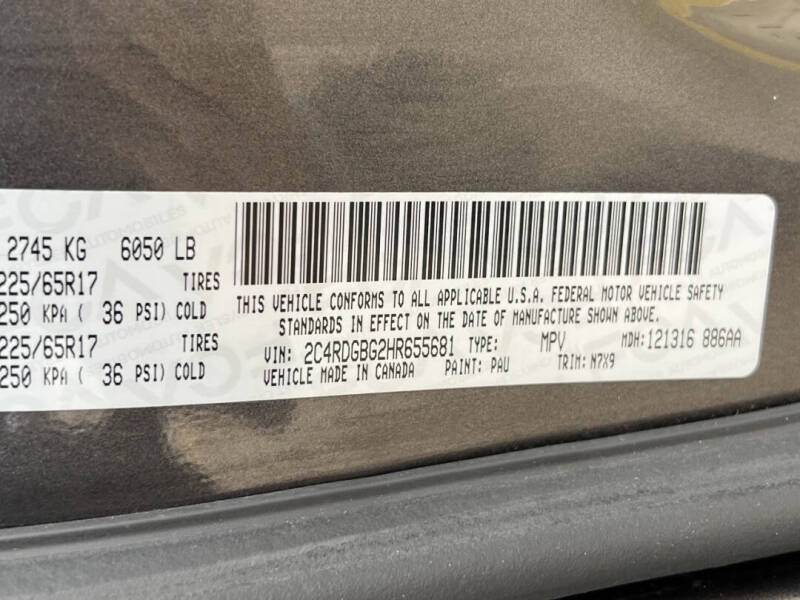 2745 KG 6050 LB
225/65R17 TIRES
250 KPA ( 36 PSI) COLD
225/65R17 TIRES
250 KPA ( 36 PSI) COLD
THIS VEHICLE CONFORMS TO ALL APPLICABLE U.S.A. FEDERAL MOTOR VEHICLE SAFETY
STANDARDS IN EFFECT ON THE DATE OF MANUFACTURE SHOWN ABOVE.
VIN: 2C4RDGBG2HR655681 TYPE: MPV MDH: 121316 886AA
VEHICLE MADE IN CANADA PAINT: PAU TRIM: N7X9